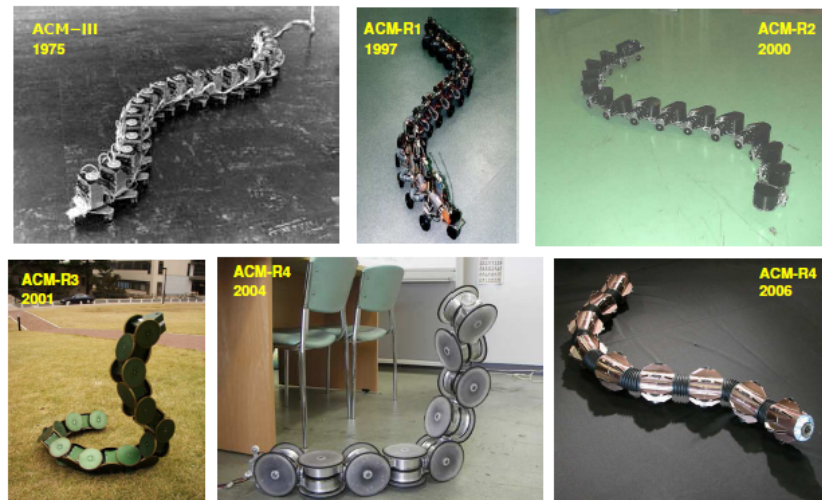 ACM-III
1975
ACM-R1
1997
ACM-R2
2000
ACM-R3
2001
ACM-R4
2004
ACM-R4
2006